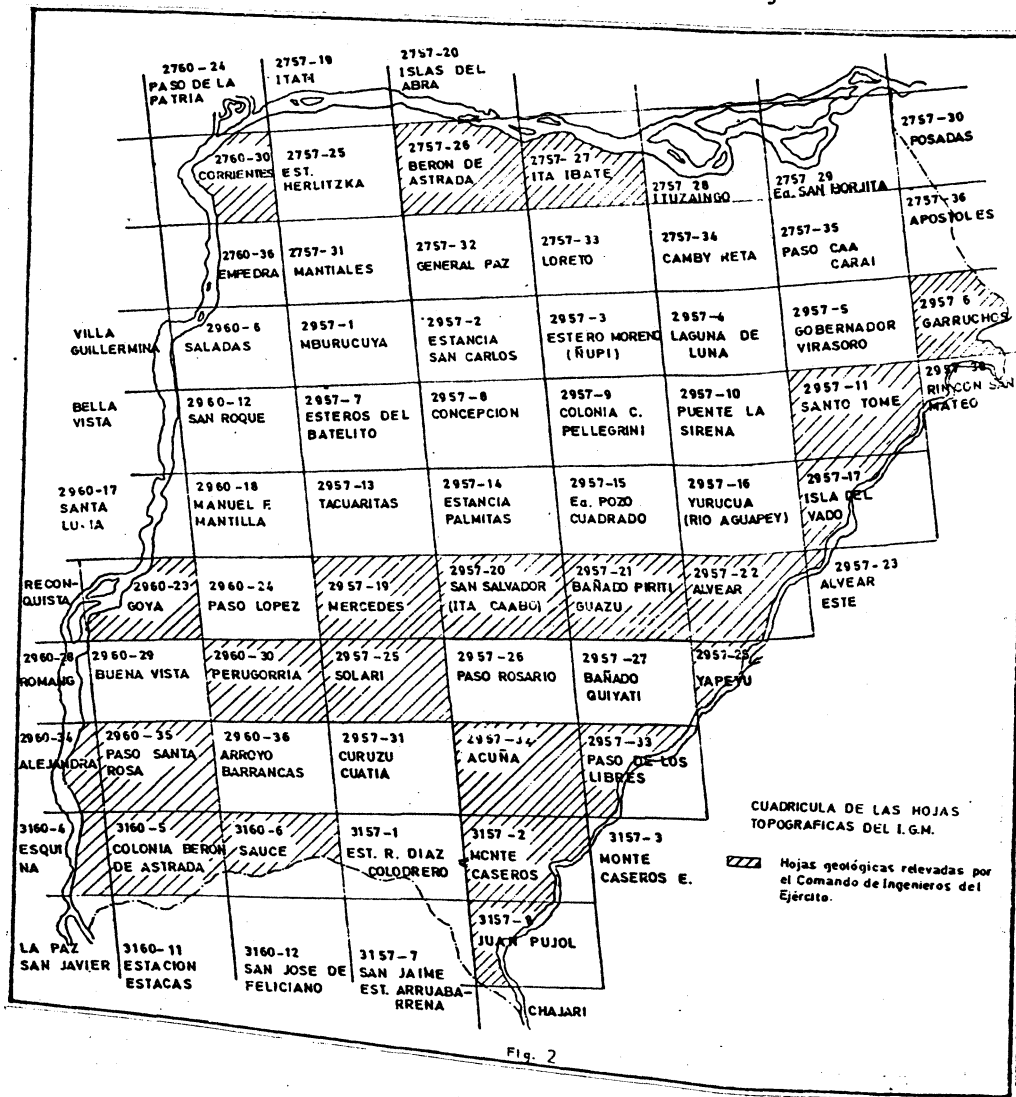 2760-24
PASO DE LA
PATRIA
2757-19
ITATI
2757-20
ISLAS DEL
ABRA
2760-30
CORRIENTES
2757-25
EST.
HERLITZKA
2757-26
BERON DE
ASTRADA
2757-27
ITA IBATE
2757 28
ITUZAINGO
2757 29
Ea. SAN BORJITA
2757-30
POSADAS
2760-36
EMPEDRA
2757-31
MANTIALES
2757-32
GENERAL PAZ
2757-33
LORETO
2757-34
CAMBY RETA
2757-35
PASO CAA
CARAI
2757-36
APOSTOLES
VILLA
GUILLERMINA
2960-6
SALADAS
2957-1
MBURUCUYA
2957-2
ESTANCIA
SAN CARLOS
2957-3
ESTERO MORENO
(ÑUPI)
2957-4
LAGUNA DE
LUNA
2957-5
GOBERNADOR
VIRASORO
2957 6
GARRUCHOS
BELLA
VISTA
2960-12
SAN ROQUE
2957-7
ESTEROS DEL
BATELITO
2957-8
CONCEPCION
2957-9
COLONIA C.
PELLEGRINI
2957-10
PUENTE LA
SIRENA
2957-11
SANTO TOME
RINCON SAN
MATEO
2960-17
SANTA
2960-18
MANUEL F.
MANTILLA
2957-13
TACUARITAS
2957-14
ESTANCIA
PALMITAS
2957-15
Ea. POZO
CUADRADO
2957-16
YURUCUA
(RIO AGUAPEY)
2957-17
ISLA DEL
VADO
RECON-
QUISTA
2960-23
GOYA
2960-24
PASO LOPEZ
2957-19
MERCEDES
2957-20
SAN SALVADOR
(ITA CAABO)
2957-21
BAÑADO PIRITI
GUAZU
2957-22
ALVEAR
2957-23
ALVEAR
ESTE
2960-28
ROMANG
2960-29
BUENA VISTA
2960-30
PERUGORRIA
2957-25
SOLARI
2957-26
PASO ROSARIO
2957-27
BAÑADO
QUIYATI
YAPEYU
2960-34
ALEJANDRA
2960-35
PASO SANTA
ROSA
2960-36
ARROYO
BARRANCAS
2957-31
CURUZU
CUATIA
ACUÑA
2957-33
PASO DE LOS
LIBRES
3160-4
ESQUI
NA
3160-5
COLONIA BERON
DE ASTRADA
3160-6
SAUCE
3157-1
EST. R. DIAZ
COLODRERO
3157-2
MONTE
CASEROS
3157-3
MONTE
CASEROS E.
CUADRICULA DE LAS HOJAS
TOPOGRAFICAS DEL I.G.M.
Hojas geológicas relevadas por
el Comando de Ingenieros del
Ejército.
LA PAZ
SAN JAVIER
3160-11
ESTACION
ESTACAS
3160-12
SAN JOSE DE
FELICIANO
3157-7
SAN JAIME
EST. ARRUABA-
RRENA
JUAN PUJOL
CHAJARI
Fig. 2